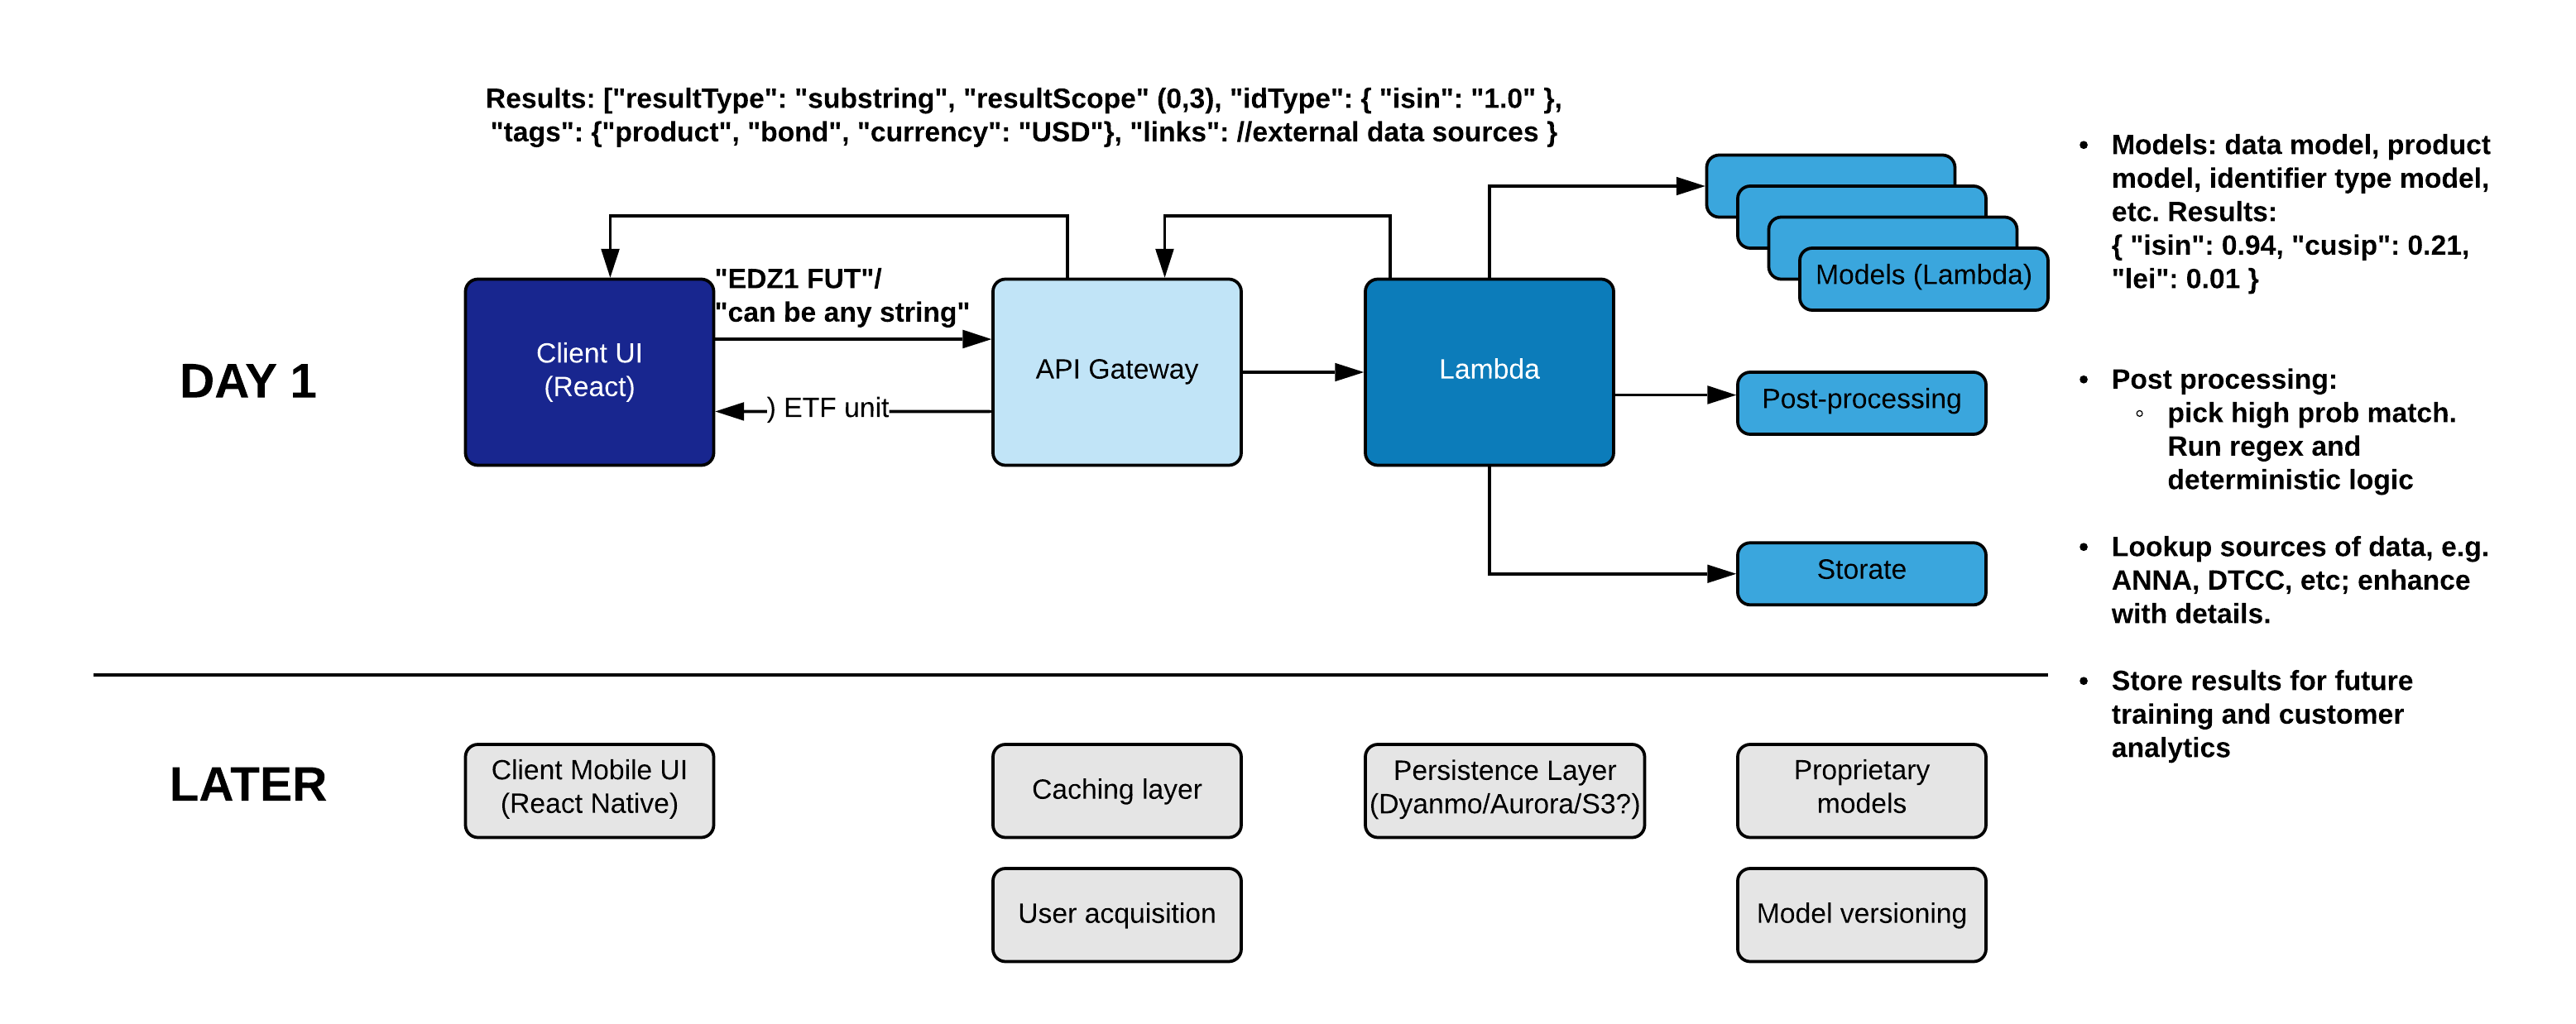 Results: ["resultType": "substring", "resultScope" (0,3), "idType": { "isin": "1.0" },
"tags": {"product", "bond", "currency": "USD"}, "links": //external data sources }
DAY 1
Client UI
(React)
"EDZ1 FUT"/
"can be any string"
) ETF unit
API Gateway
Lambda
Models (Lambda)
Post-processing
Storate
• Models: data model, product
model, identifier type model,
etc. Results:
{ "isin": 0.94, "cusip": 0.21,
"lei": 0.01 }
• Post processing:
◦ pick high prob match.
Run regex and
deterministic logic
• Lookup sources of data, e.g.
ANNA, DTCC, etc; enhance
with details.
• Store results for future
training and customer
analytics
LATER
Client Mobile UI
(React Native)
Caching layer
User acquisition
Persistence Layer
(Dyanmo/Aurora/S3?)
Proprietary
models
Model versioning